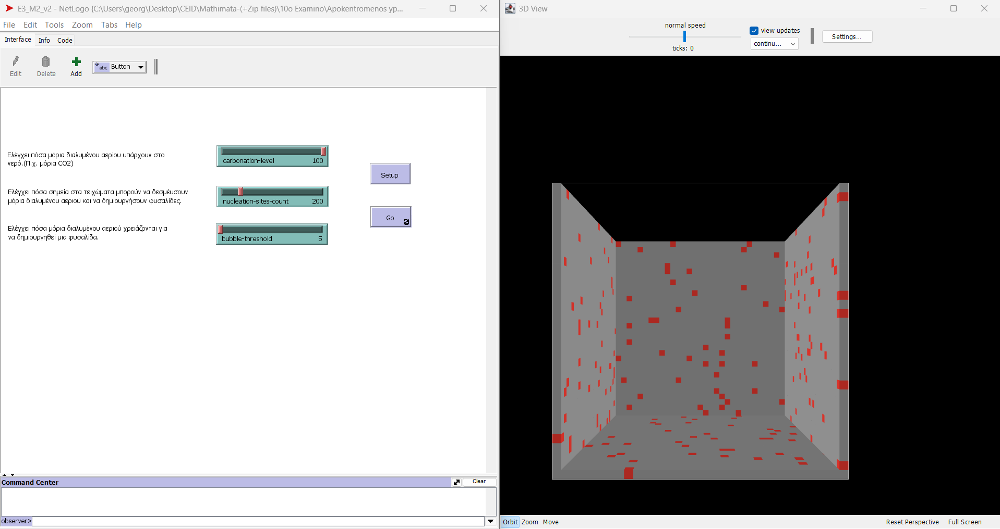 E3_M2_v2 - NetLogo {C:\Users\georg\Desktop\CEID\Mathimata-(+Zip files)\10o Examino\Apokentromenos yp...
File Edit Tools Zoom Tabs Help
Interface Info Code
Edit Delete Add abc Button
Ελέγχει πόσα μόρια διαλυμένου αερίου υπάρχουν στο
νερό.(Π.χ. μόρια CO2)
carbonation-level 100
Setup
Ελέγχει πόσα σημεία στα τειχώματα μπορούν να δεσμέυσουν
μόρια διαλυμένου αεριού και να δημιουργήσουν φυσαλίδες.
nucleation-sites-count 200
Go
Ελέγχει πόσα μόρια διαλυμένου αεριού χρειάζονται για
να δημιουργηθεί μια φυσαλίδα.
bubble-threshold 5
Command Center
Clear
observer>
3D View
normal speed
ticks: 0
view updates
continu...
Settings...
Orbit Zoom Move
Reset Perspective Full Screen